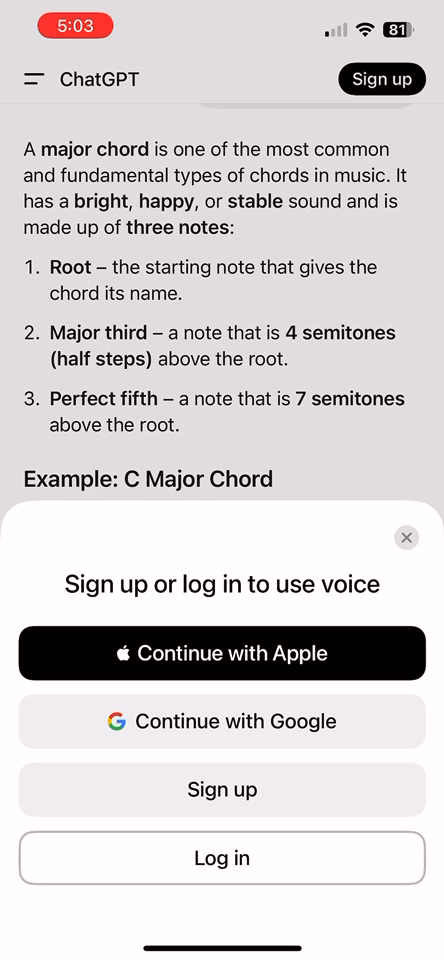 5:03
81
ChatGPT
Sign up
A major chord is one of the most common
and fundamental types of chords in music. It
has a bright, happy, or stable sound and is
made up of three notes:
1. Root – the starting note that gives the
chord its name.
2. Major third – a note that is 4 semitones
(half steps) above the root.
3. Perfect fifth – a note that is 7 semitones
above the root.
Example: C Major Chord
Sign up or log in to use voice
Continue with Apple
Continue with Google
Sign up
Log in